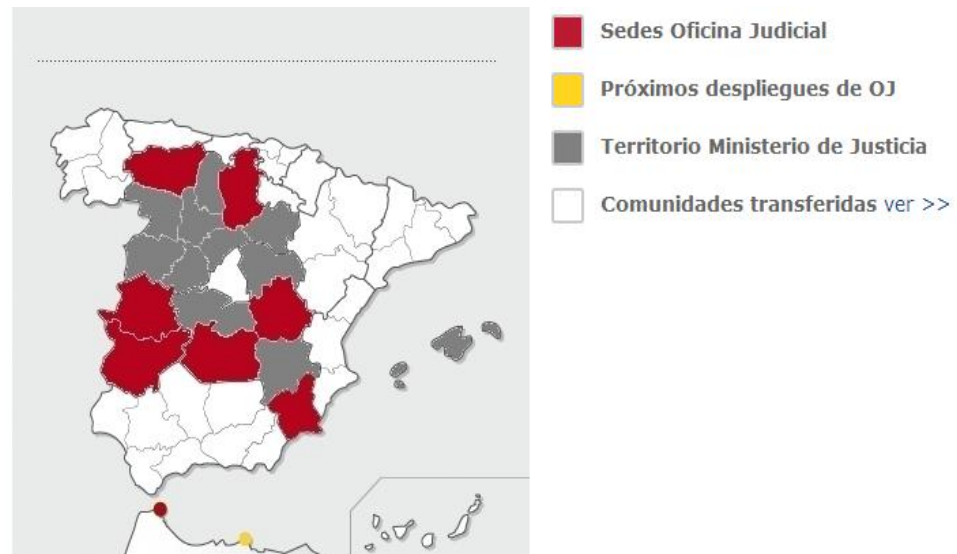 Sedes Oficina Judicial
Próximos despliegues de OJ
Territorio Ministerio de Justicia
Comunidades transferidas ver >>